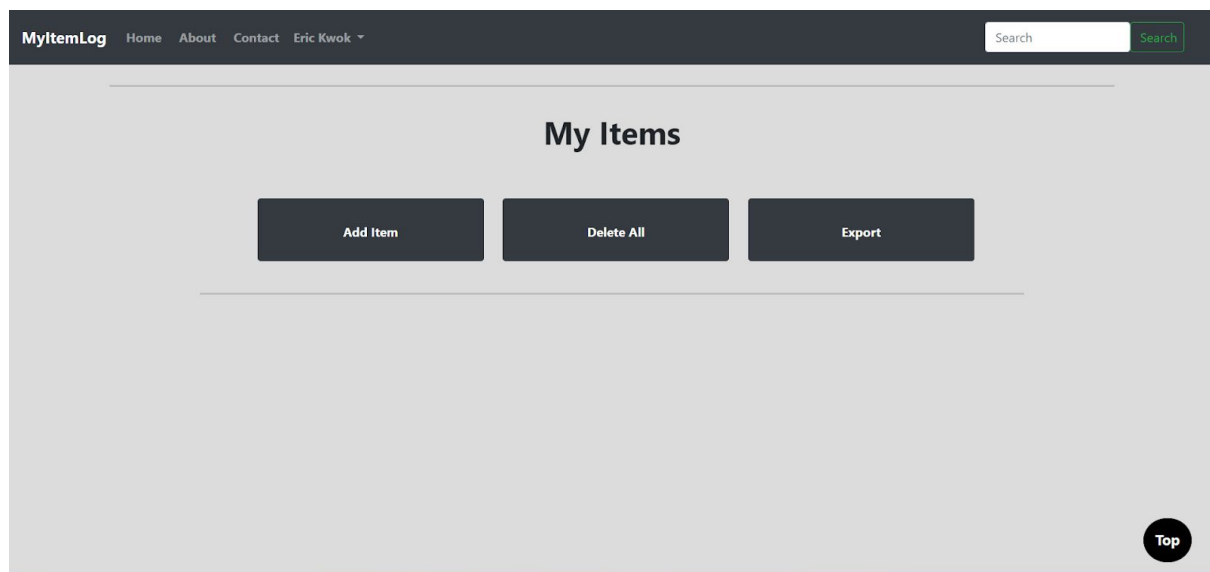 MyItemLog Home About Contact Eric Kwok Search Search
My Items
Add Item Delete All Export
Top